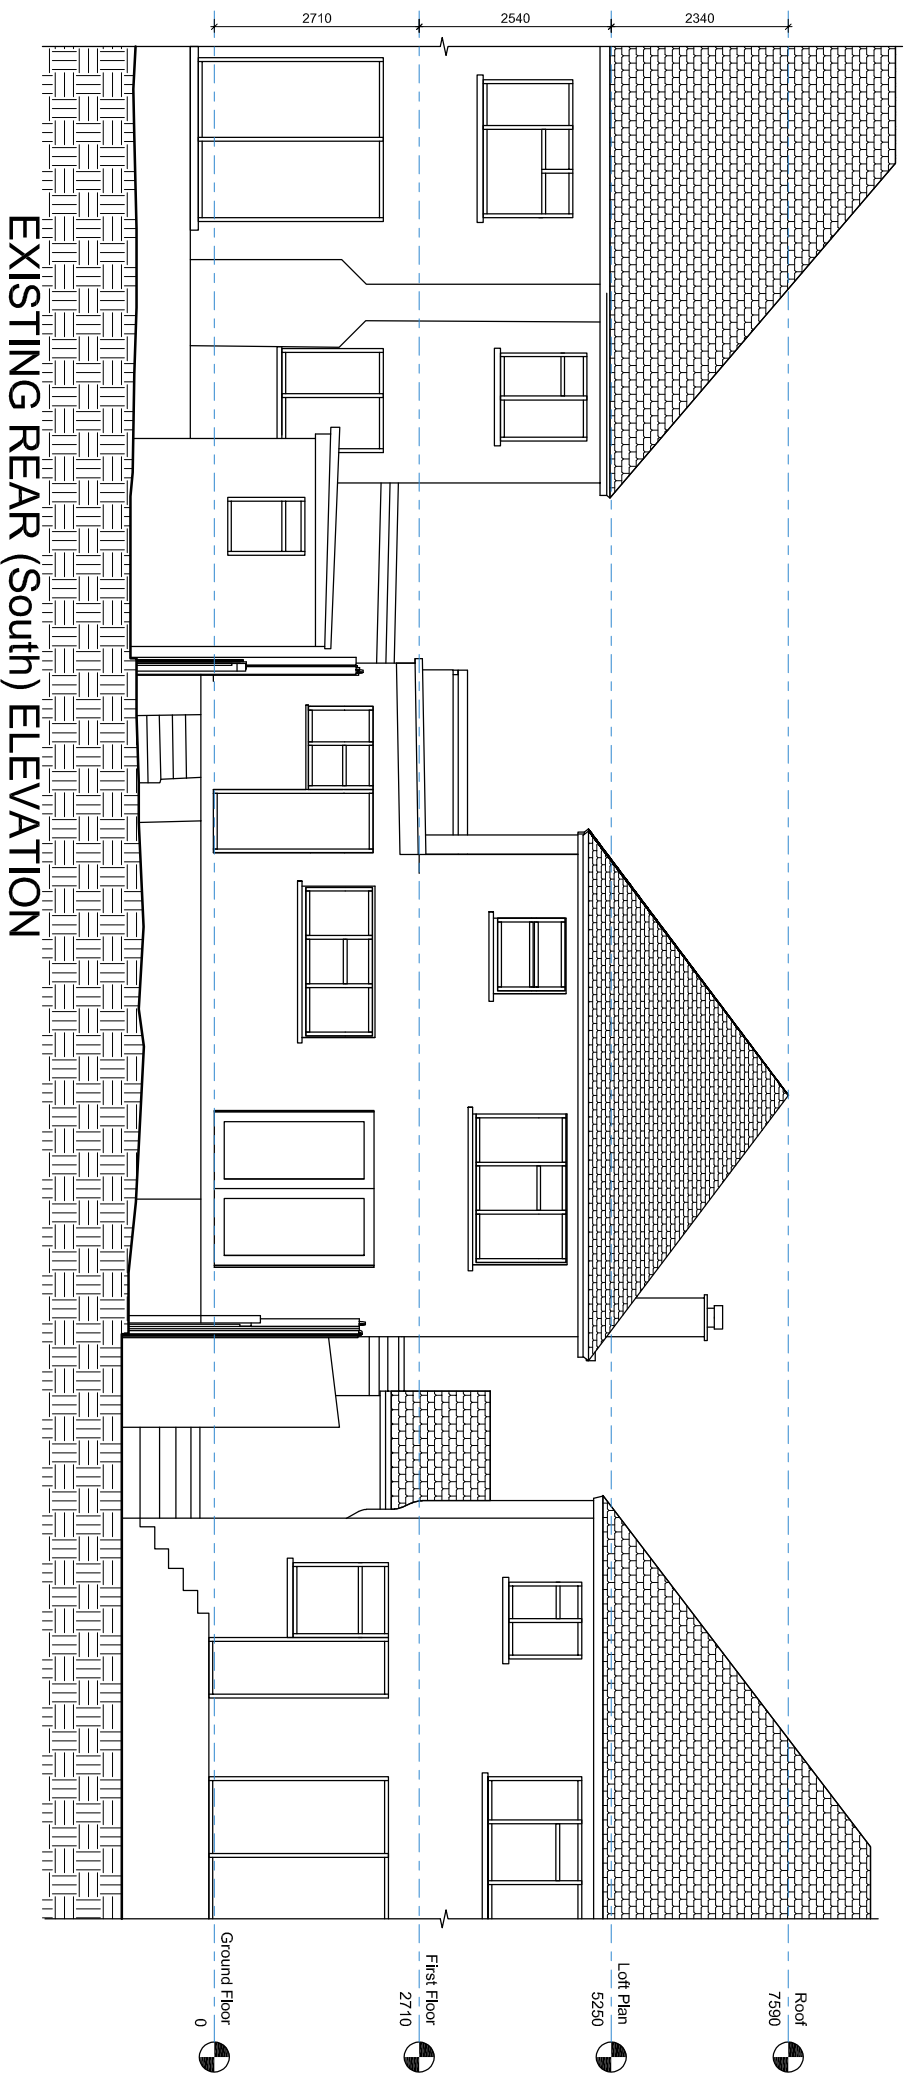 2710
2540
2340
Roof
7590
Loft Plan
5250
First Floor
2710
Ground Floor
0
EXISTING REAR (South) ELEVATION